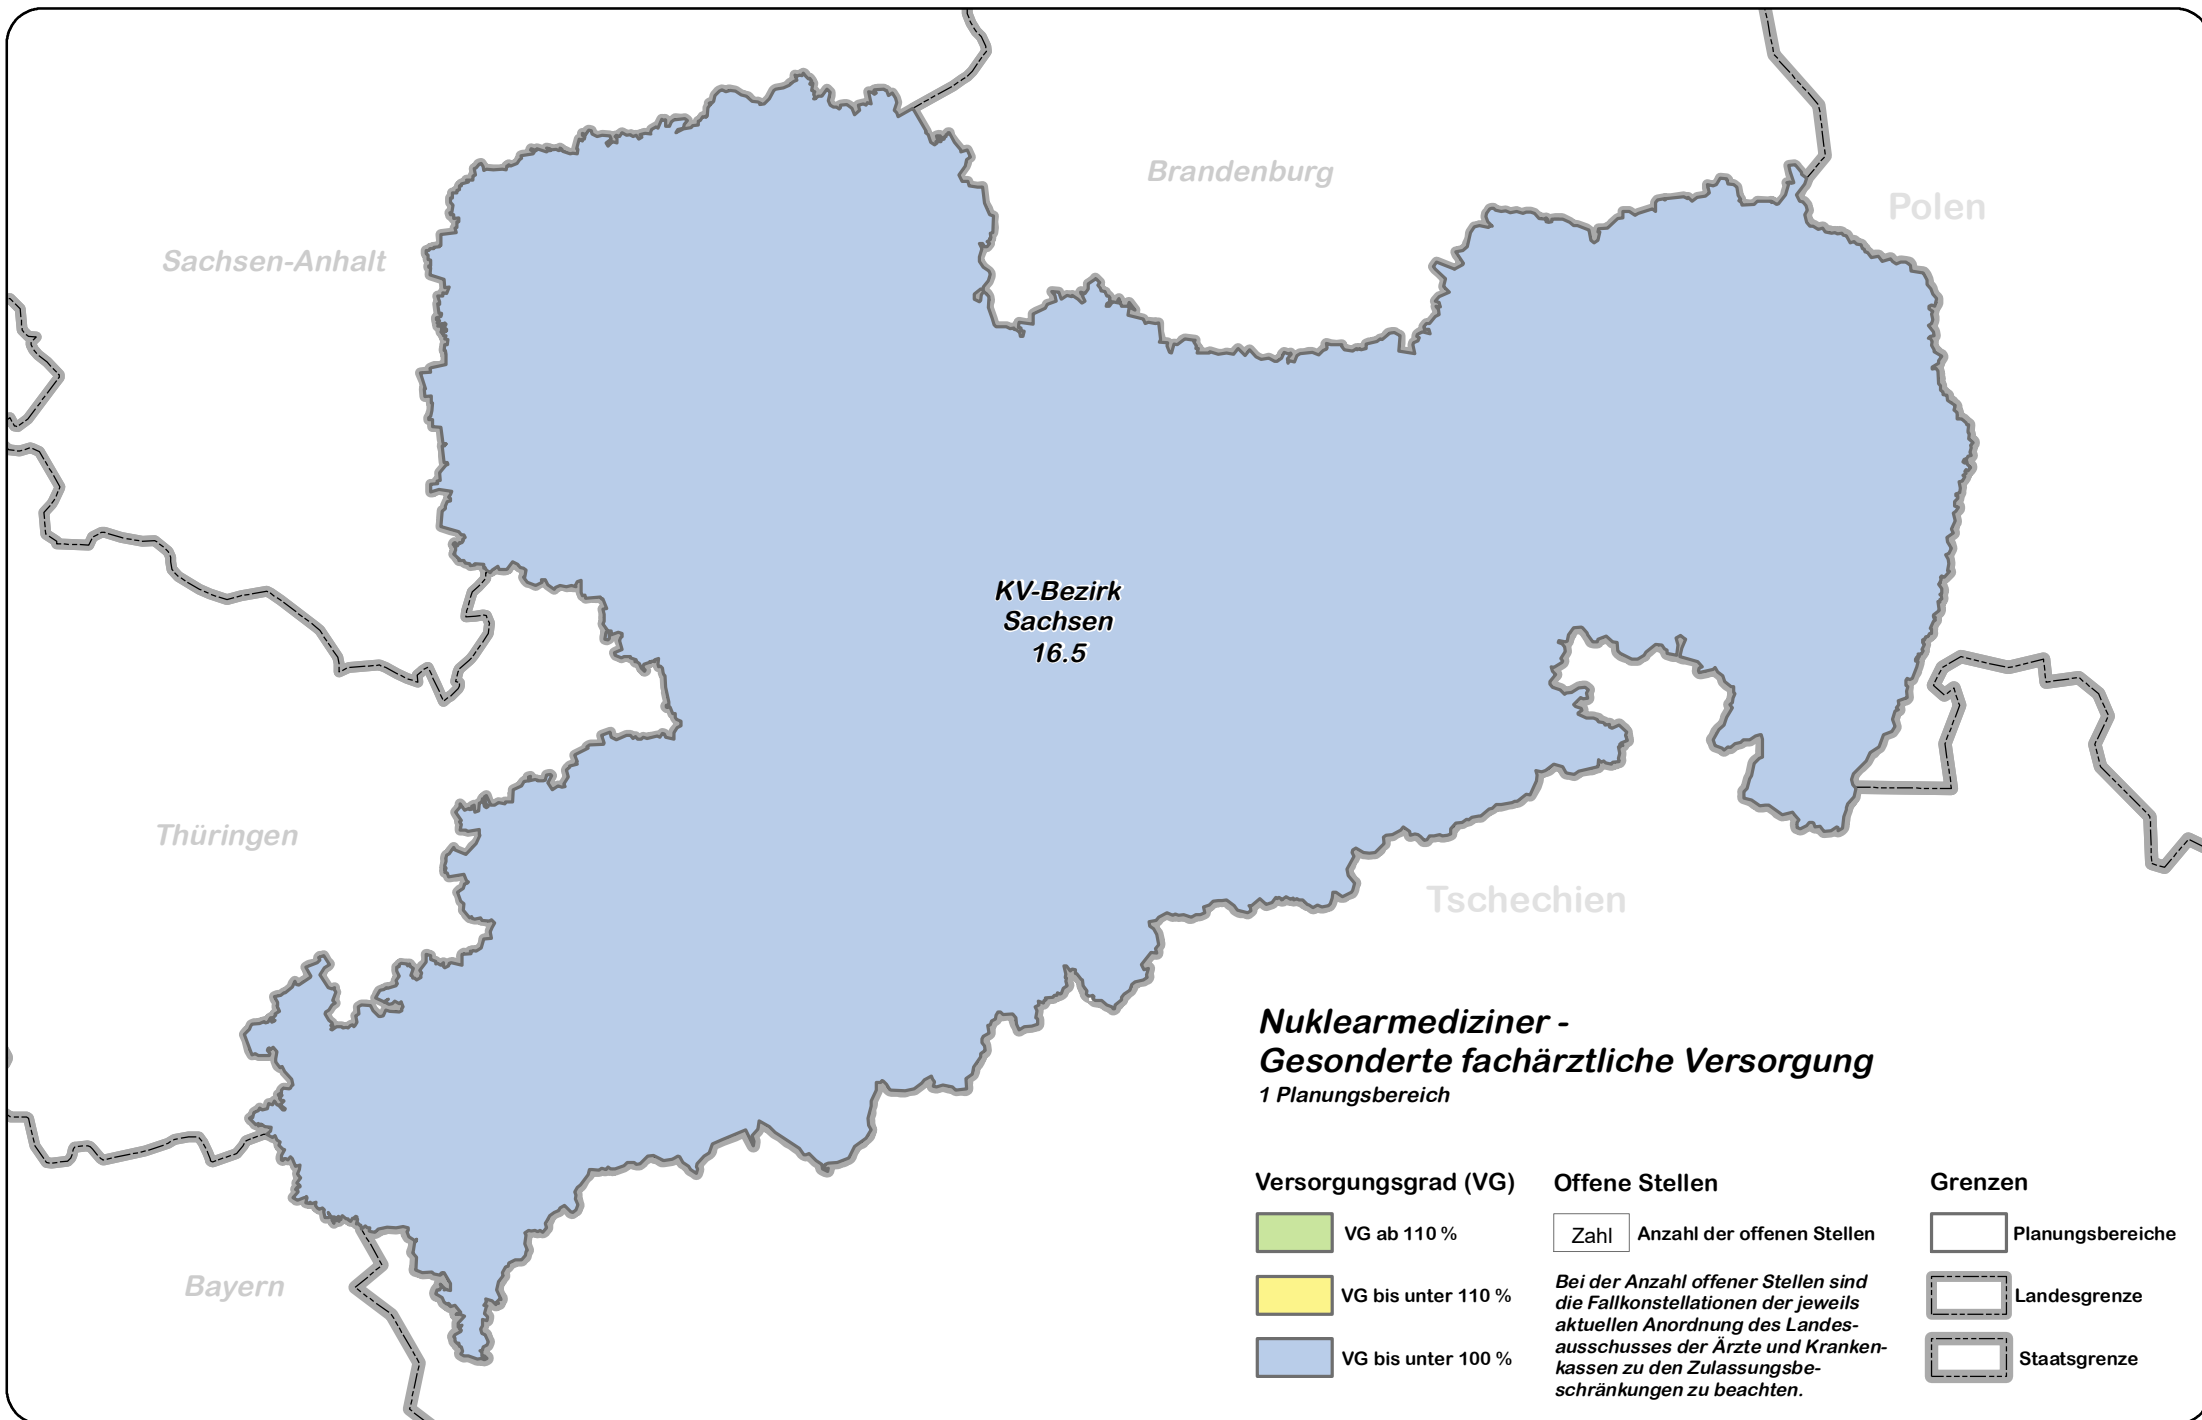 Brandenburg
Polen
Sachsen-Anhalt
KV-Bezirk
Sachsen
16.5
Thüringen
Tschechien
Bayern
Nuklearmediziner -
Gesonderte fachärztliche Versorgung
1 Planungsbereich
Versorgungsgrad (VG)
VG ab 110 %
VG bis unter 110 %
VG bis unter 100 %
Offene Stellen
Zahl Anzahl der offenen Stellen
Bei der Anzahl offener Stellen sind
die Fallkonstellationen der jeweils
aktuellen Anordnung des Landes-
ausschusses der Ärzte und Kranken-
kassen zu den Zulassungsbe-
schränkungen zu beachten.
Grenzen
Planungsbereiche
Landesgrenze
Staatsgrenze